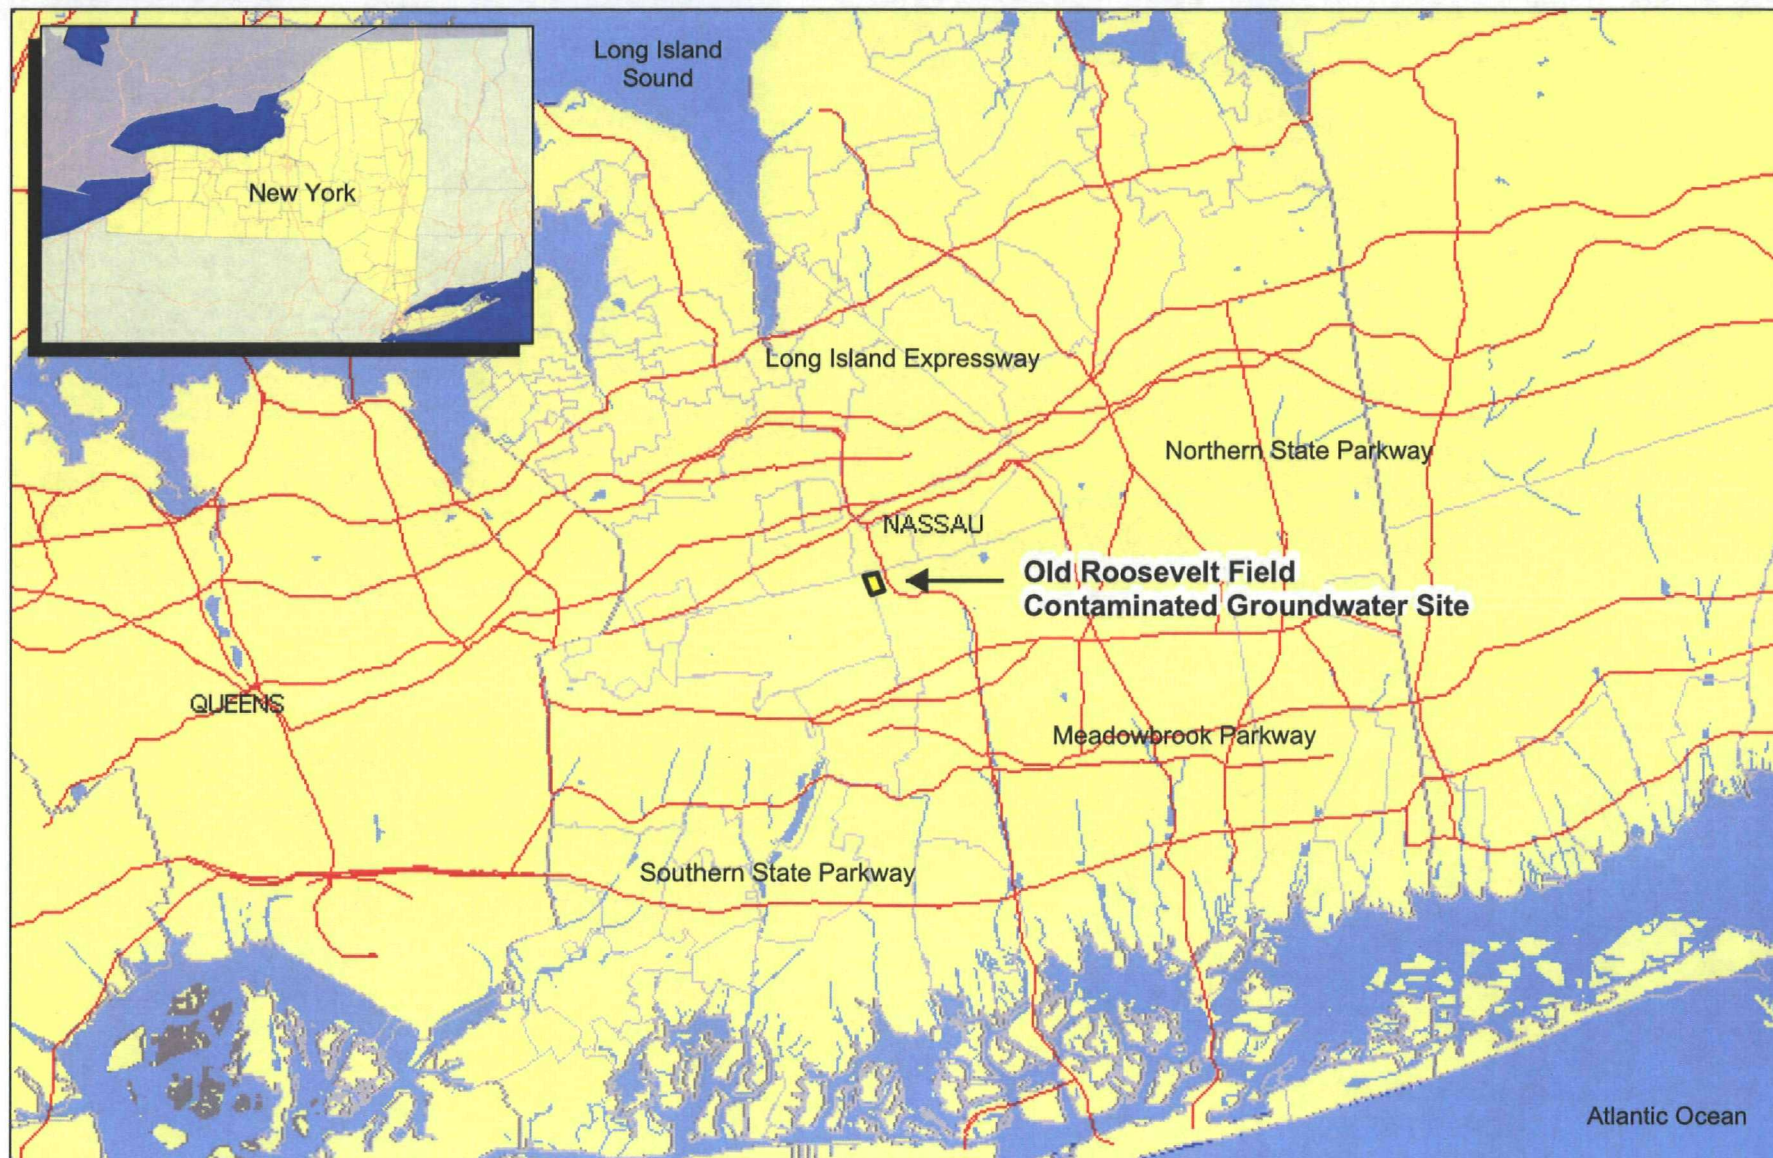 Long Island
Sound
New York
Long Island Expressway
Northern State Parkway
NASSAU
Old Roosevelt Field
Contaminated Groundwater Site
QUEENS
Meadowbrook Parkway
Southern State Parkway
Atlantic Ocean